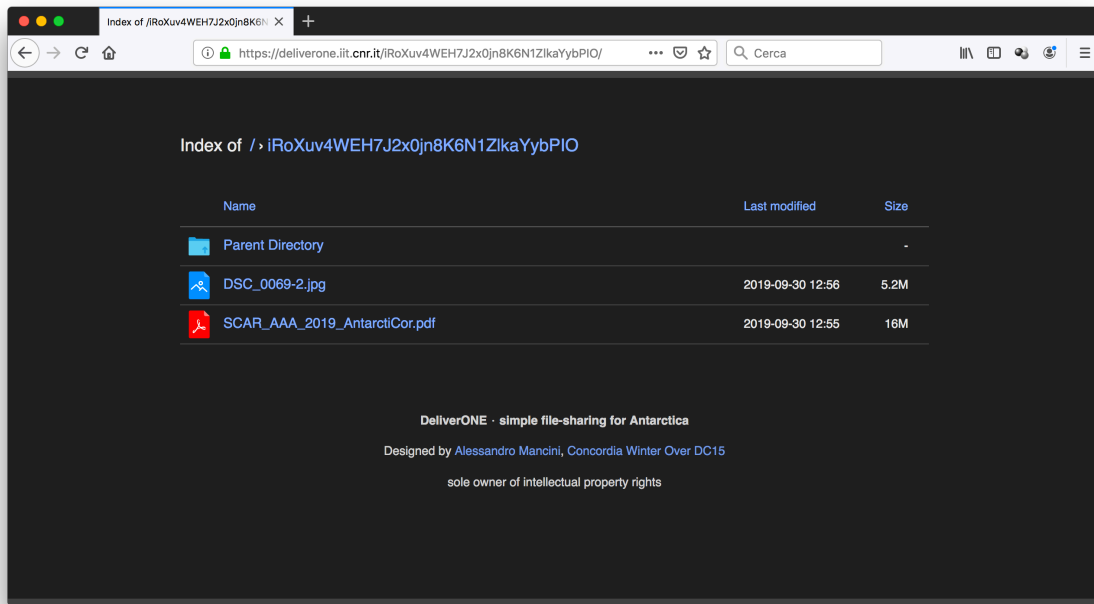 Index of /iRoXuv4WEH7J2x0jn8K6N
https://deliverone.iit.cnr.it/iRoXuv4WEH7J2x0jn8K6N1ZlkaYybPIO/
Cerca
Index of / › iRoXuv4WEH7J2x0jn8K6N1ZlkaYybPIO
Name Last modified Size
Parent Directory -
DSC_0069-2.jpg 2019-09-30 12:56 5.2M
SCAR_AAA_2019_AntarctiCor.pdf 2019-09-30 12:55 16M
DeliverONE · simple file-sharing for Antarctica
Designed by Alessandro Mancini, Concordia Winter Over DC15
sole owner of intellectual property rights